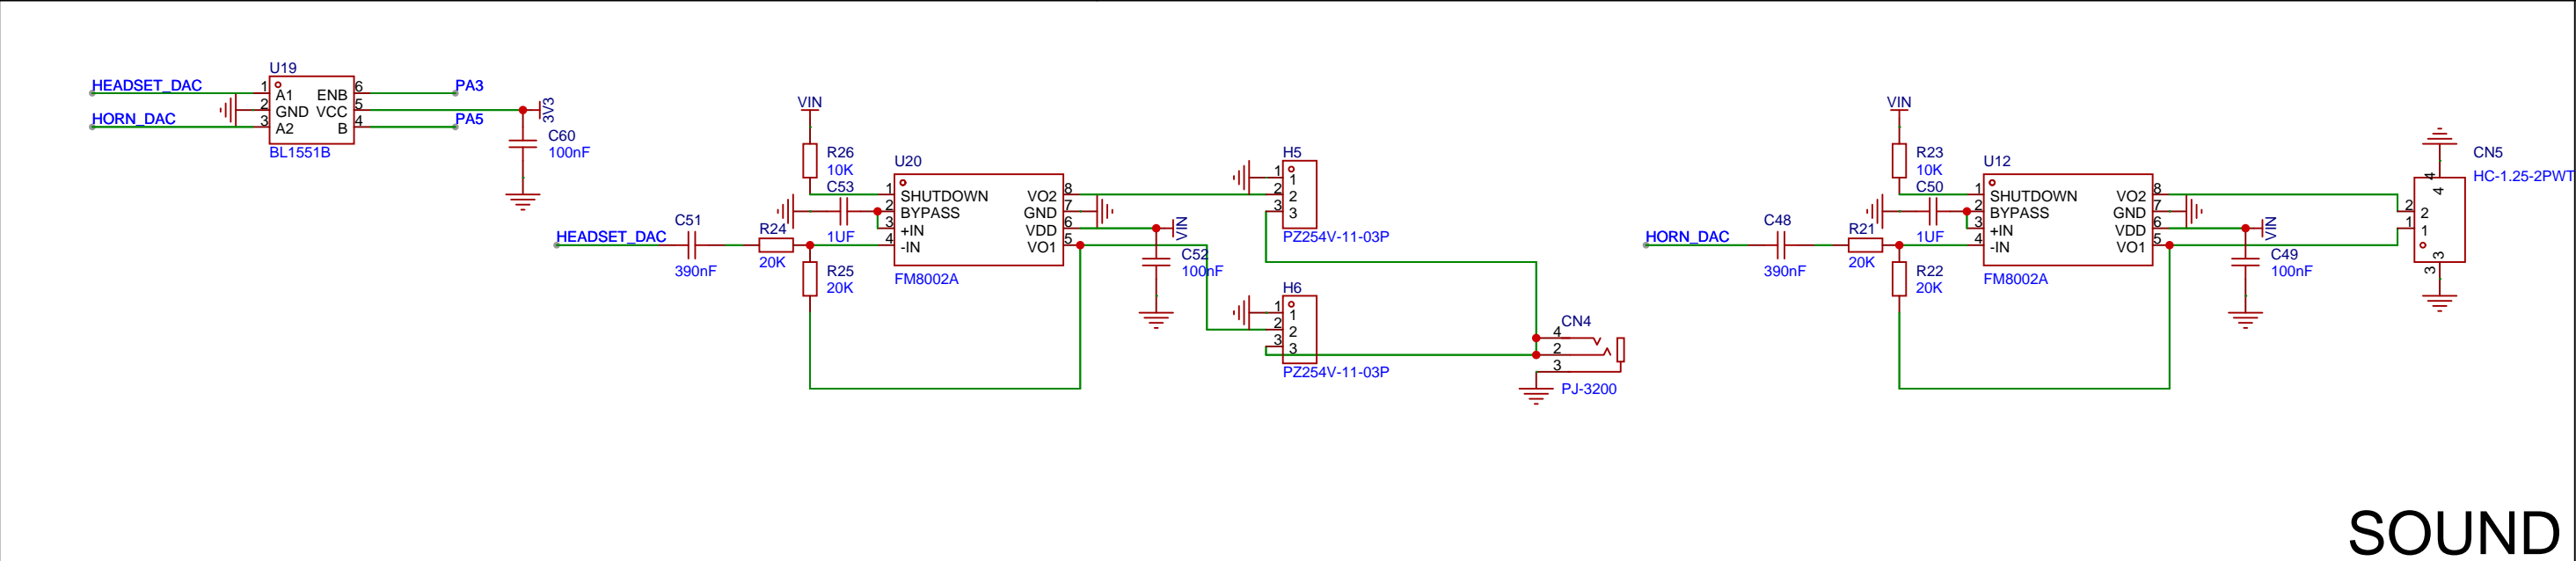 U19
HEADSET_DAC
HORN_DAC
1
2
3
A1
GND
A2
ENB
VCC
B
6
5
4
PA3
PA5
BL1551B
3V3
C60
100nF
VIN
R26
10K
C53
1UF
HEADSET_DAC
C51
390nF
R24
20K
R25
20K
U20
1
2
3
4
SHUTDOWN
BYPASS
+IN
-IN
VO2
GND
VDD
VO1
8
7
6
5
FM8002A
VIN
C52
100nF
H5
1
2
3
1
2
3
PZ254V-11-03P
H6
1
2
3
1
2
3
PZ254V-11-03P
CN4
4
2
3
PJ-3200
VIN
R23
10K
C50
1UF
HORN_DAC
C48
390nF
R21
20K
R22
20K
U12
1
2
3
4
SHUTDOWN
BYPASS
+IN
-IN
VO2
GND
VDD
VO1
8
7
6
5
FM8002A
VIN
C49
100nF
CN5
HC-1.25-2PWT
4
4
2
2
1
1
3
3
SOUND